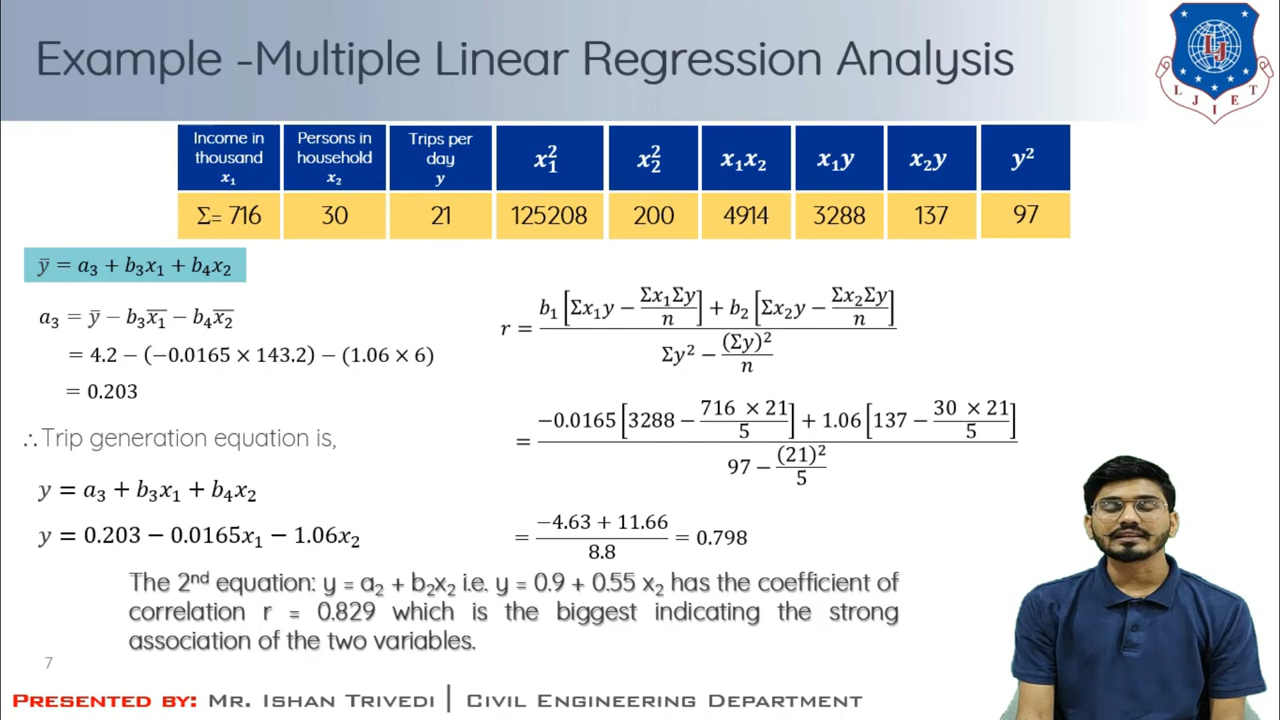 Example -Multiple Linear Regression Analysis
L J I E T
Income in thousand x₁ | Persons in household x₂ | Trips per day y | x₁² | x₂² | x₁x₂ | x₁y | x₂y | y²
Σ= 716 | 30 | 21 | 125208 | 200 | 4914 | 3288 | 137 | 97
ȳ = a₃ + b₃x₁ + b₄x₂
a₃ = ȳ − b₃x̄₁ − b₄x̄₂
= 4.2 − (−0.0165 × 143.2) − (1.06 × 6)
= 0.203
∴ Trip generation equation is,
y = a₃ + b₃x₁ + b₄x₂
y = 0.203 − 0.0165x₁ − 1.06x₂
r = (b₁ [Σx₁y − Σx₁Σy/n] + b₂ [Σx₂y − Σx₂Σy/n]) / (Σy² − (Σy)²/n)
= (−0.0165 [3288 − 716 × 21/5] + 1.06 [137 − 30 × 21/5]) / (97 − (21)²/5)
= (−4.63 + 11.66)/8.8 = 0.798
The 2nd equation: y = a₂ + b₂x₂ i.e. y = 0.9 + 0.55 x₂ has the coefficient of
correlation r = 0.829 which is the biggest indicating the strong
association of the two variables.
7
PRESENTED BY: MR. ISHAN TRIVEDI | CIVIL ENGINEERING DEPARTMENT